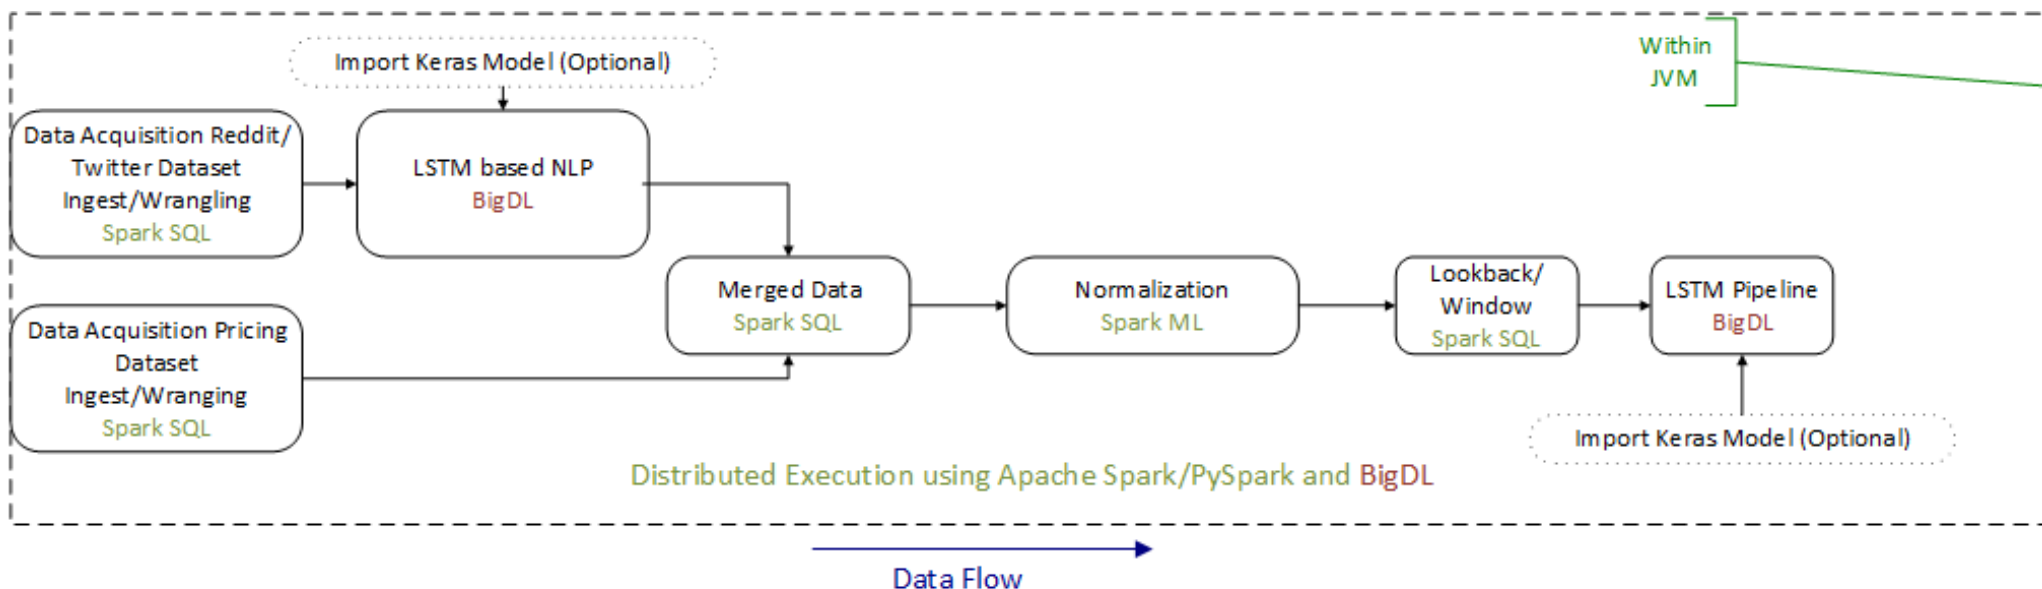 Import Keras Model (Optional)
Within
JVM
Data Acquisition Reddit/
Twitter Dataset
Ingest/Wrangling
Spark SQL
LSTM based NLP
BigDL
Data Acquisition Pricing
Dataset
Ingest/Wranging
Spark SQL
Merged Data
Spark SQL
Normalization
Spark ML
Lookback/
Window
Spark SQL
LSTM Pipeline
BigDL
Import Keras Model (Optional)
Distributed Execution using Apache Spark/PySpark and BigDL
Data Flow